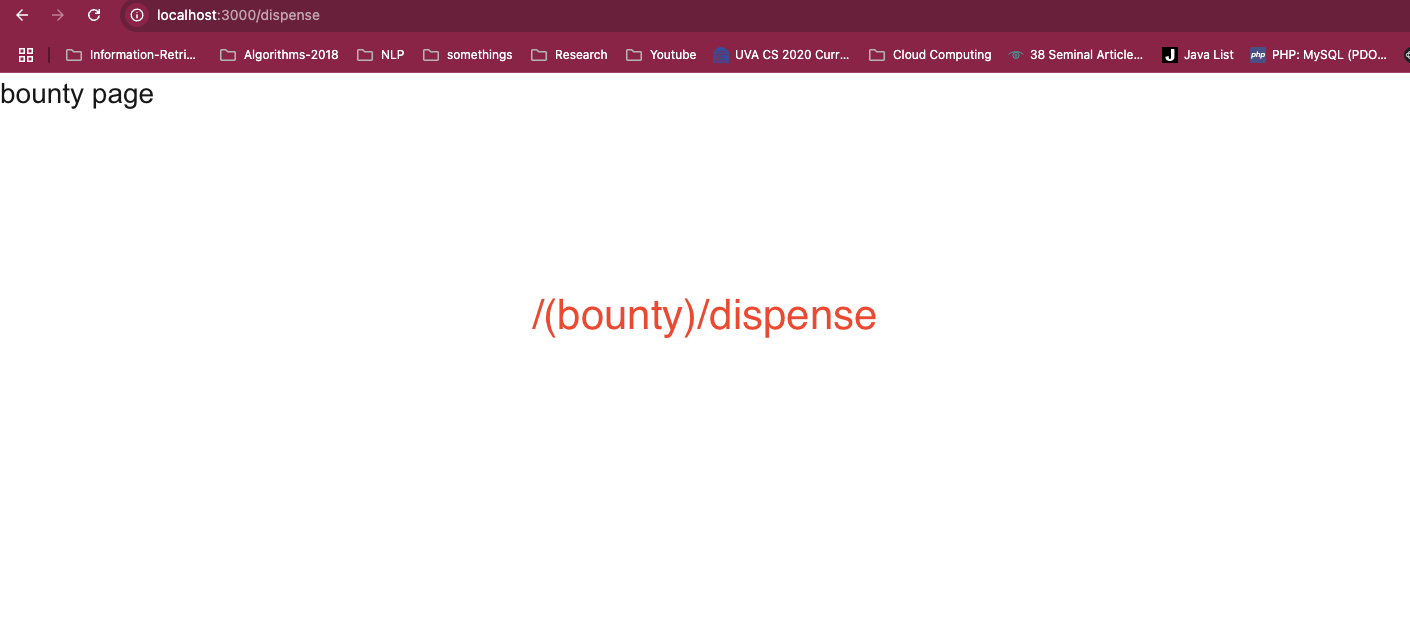 localhost:3000/dispense
Information-Retri... Algorithms-2018 NLP somethings Research Youtube UVA CS 2020 Curr... Cloud Computing 38 Seminal Article... J Java List php PHP: MySQL (PDO...
bounty page
/(bounty)/dispense